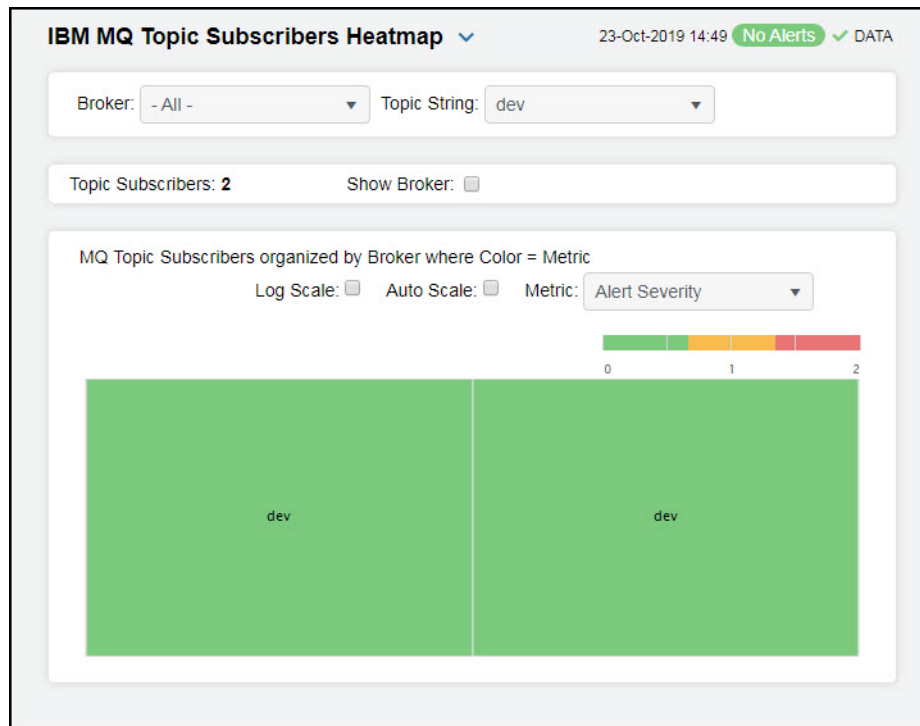 IBM MQ Topic Subscribers Heatmap 23-Oct-2019 14:49 No Alerts DATA
Broker: - All - Topic String: dev
Topic Subscribers: 2 Show Broker:
MQ Topic Subscribers organized by Broker where Color = Metric
Log Scale: Auto Scale: Metric: Alert Severity
0 1 2
dev dev